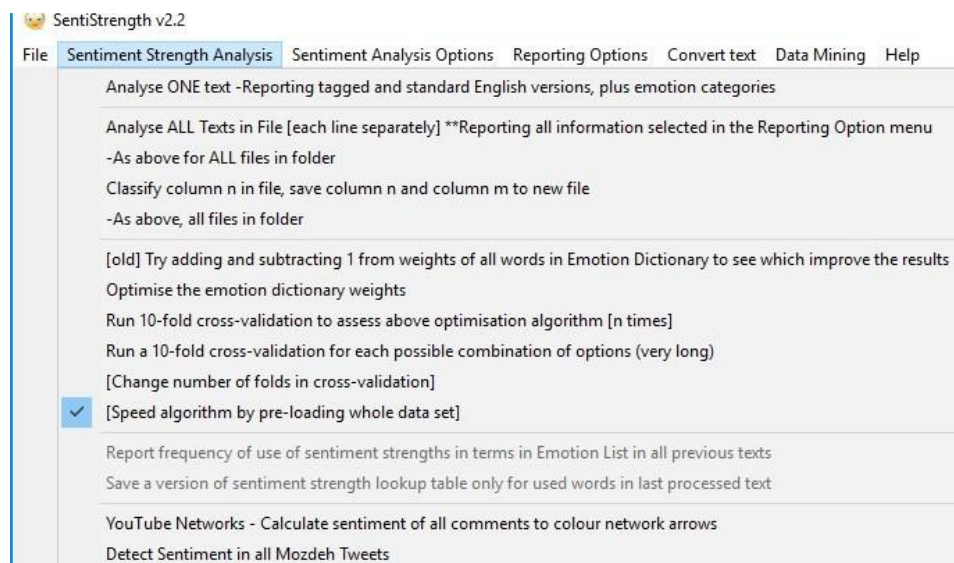 SentiStrength v2.2
File Sentiment Strength Analysis Sentiment Analysis Options Reporting Options Convert text Data Mining Help
Analyse ONE text -Reporting tagged and standard English versions, plus emotion categories
Analyse ALL Texts in File [each line separately] **Reporting all information selected in the Reporting Option menu
-As above for ALL files in folder
Classify column n in file, save column n and column m to new file
-As above, all files in folder
[old] Try adding and subtracting 1 from weights of all words in Emotion Dictionary to see which improve the results
Optimise the emotion dictionary weights
Run 10-fold cross-validation to assess above optimisation algorithm [n times]
Run a 10-fold cross-validation for each possible combination of options (very long)
[Change number of folds in cross-validation]
[Speed algorithm by pre-loading whole data set]
Report frequency of use of sentiment strengths in terms in Emotion List in all previous texts
Save a version of sentiment strength lookup table only for used words in last processed text
YouTube Networks - Calculate sentiment of all comments to colour network arrows
Detect Sentiment in all Mozdeh Tweets